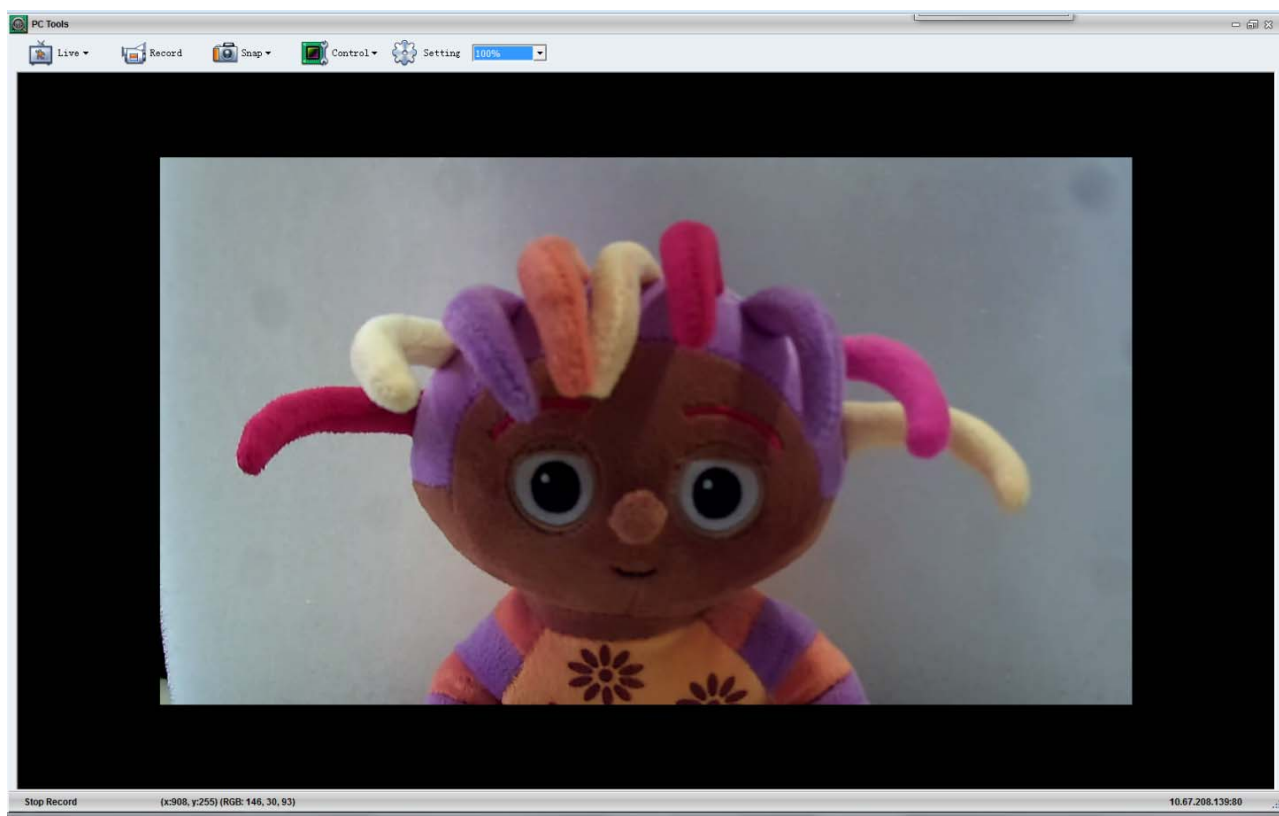 PC Tools
Live Record Snap Control Setting 100%
Stop Record (x:908, y:255) (RGB: 146, 30, 93) 10.67.208.139:80